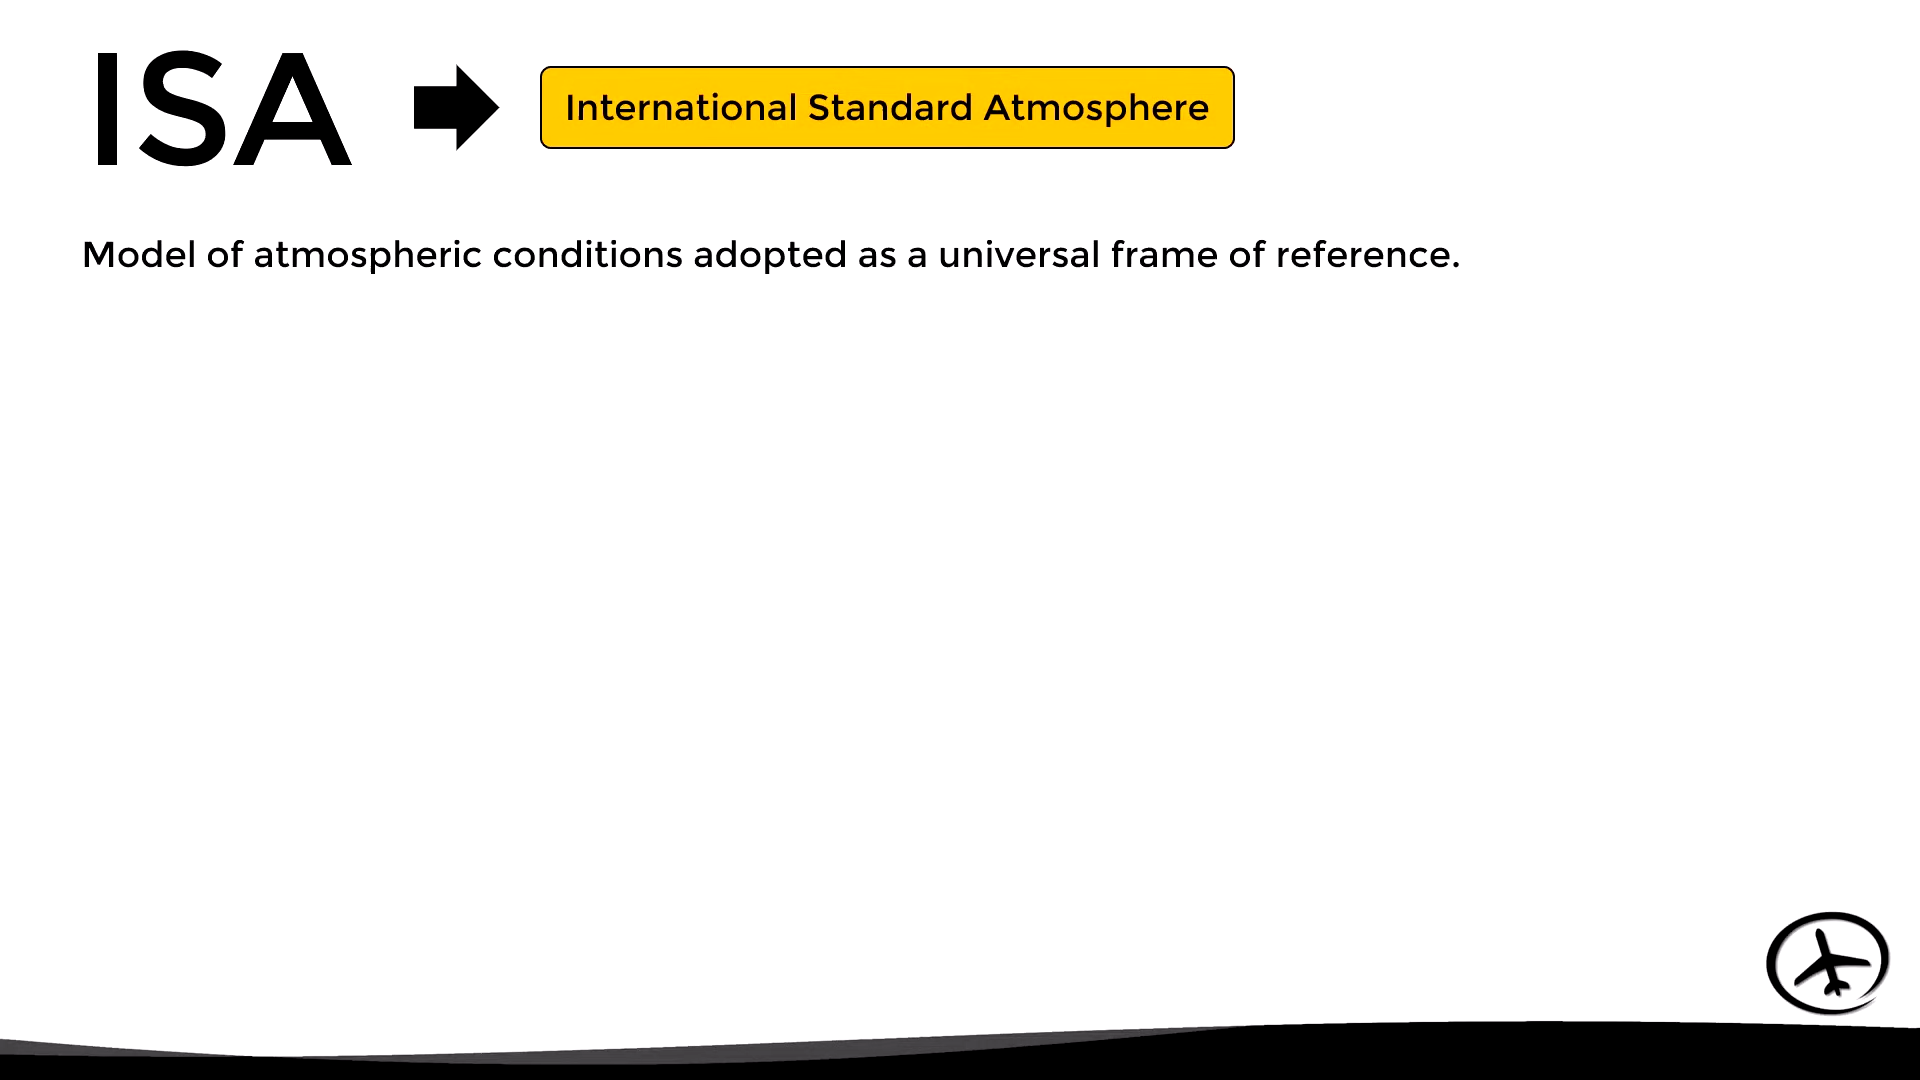 ISA
International Standard Atmosphere
Model of atmospheric conditions adopted as a universal frame of reference.